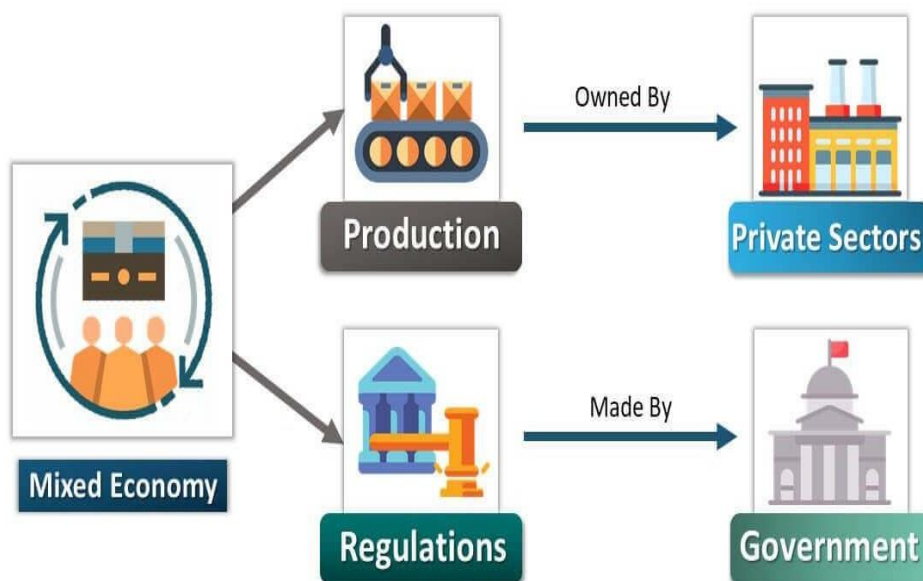 Production
Owned By
Private Sectors
Mixed Economy
Regulations
Made By
Government